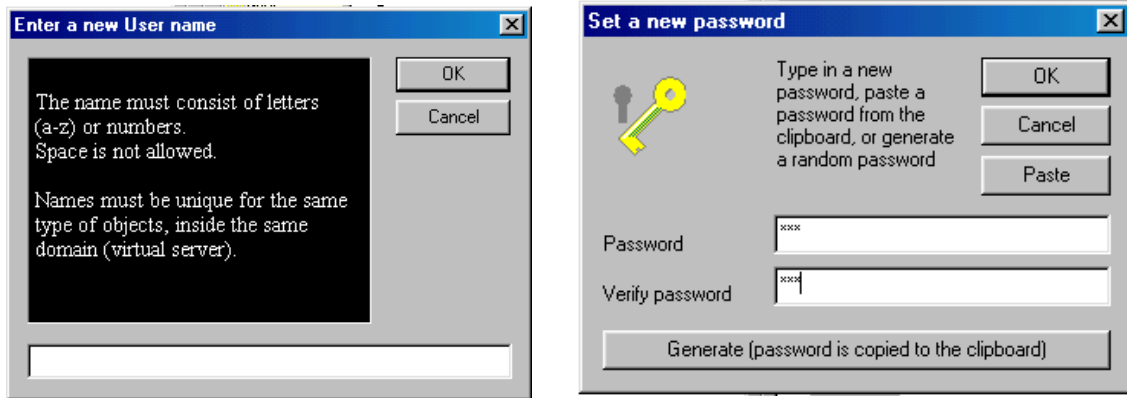 Enter a new User name
The name must consist of letters
(a-z) or numbers.
Space is not allowed.
Names must be unique for the same
type of objects, inside the same
domain (virtual server).
OK
Cancel
Set a new password
Type in a new
password, paste a
password from the
clipboard, or generate
a random password
OK
Cancel
Paste
Password
xxx
Verify password
xxx
Generate (password is copied to the clipboard)